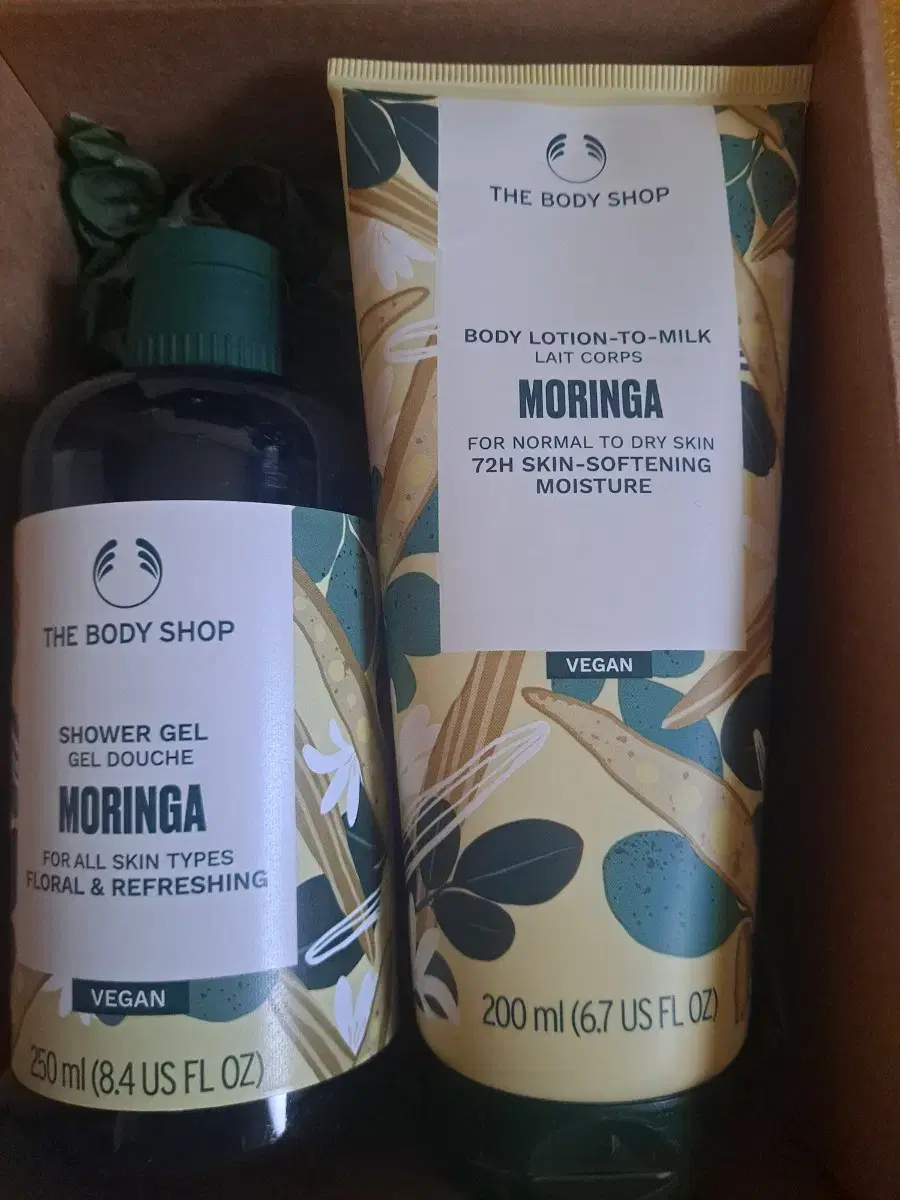 THE BODY SHOP
SHOWER GEL
GEL DOUCHE
MORINGA
FOR ALL SKIN TYPES
FLORAL & REFRESHING
VEGAN
250 ml (8.4 US FL OZ)
THE BODY SHOP
BODY LOTION-TO-MILK
LAIT CORPS
MORINGA
FOR NORMAL TO DRY SKIN
72H SKIN-SOFTENING
MOISTURE
VEGAN
200 ml (6.7 US FL OZ)